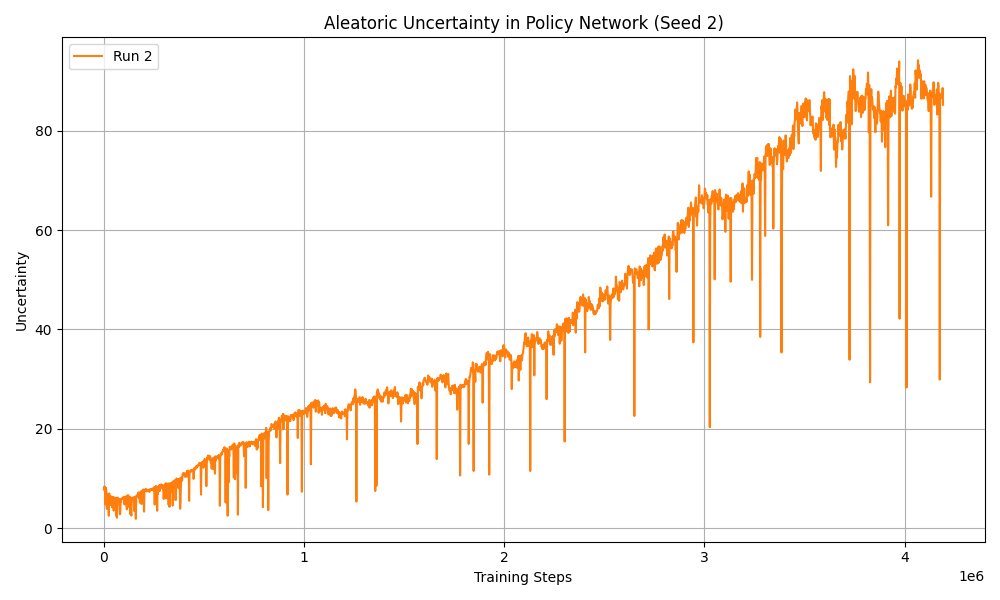 Aleatoric Uncertainty in Policy Network (Seed 2)
Run 2
Uncertainty
80
60
40
20
0
0 1 2 3 4
1e6
Training Steps